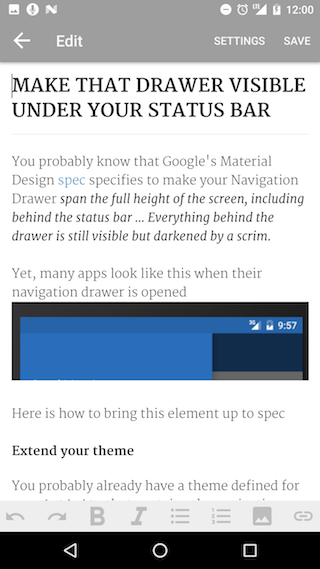 12:00
Edit SETTINGS SAVE
MAKE THAT DRAWER VISIBLE
UNDER YOUR STATUS BAR
You probably know that Google's Material
Design spec specifies to make your Navigation
Drawer span the full height of the screen, including
behind the status bar ... Everything behind the
drawer is still visible but darkened by a scrim.
Yet, many apps look like this when their
navigation drawer is opened
9:57
Here is how to bring this element up to spec
Extend your theme
You probably already have a theme defined for